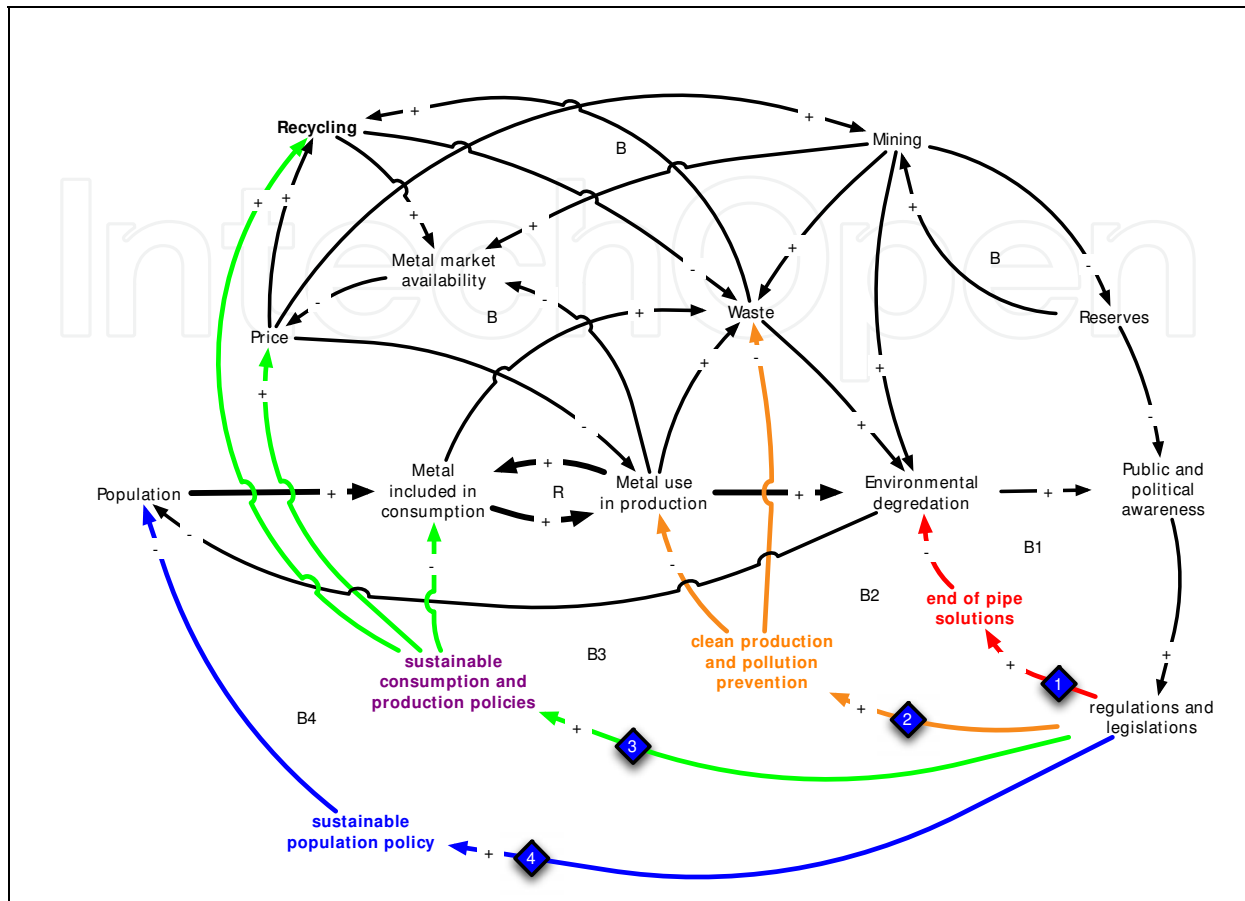 +
+
Recycling
Mining
B
+
+
+
+
+
Metal market
availability
+
B
-
-
-
-
B
+
Waste
Reserves
Price
-
+
+
+
+
-
-
-
+
Metal
included in
consumption
+
R
+
Metal use
in production
Environmental
degredation
Public and
political
awareness
Population
+
+
+
-
-
-
-
-
B1
B2
end of pipe
solutions
clean production
and pollution
prevention
B3
+
+
1
sustainable
consumption and
production policies
regulations and
legislations
B4
+
2
+
3
sustainable
population policy
+
4
IntechOpen